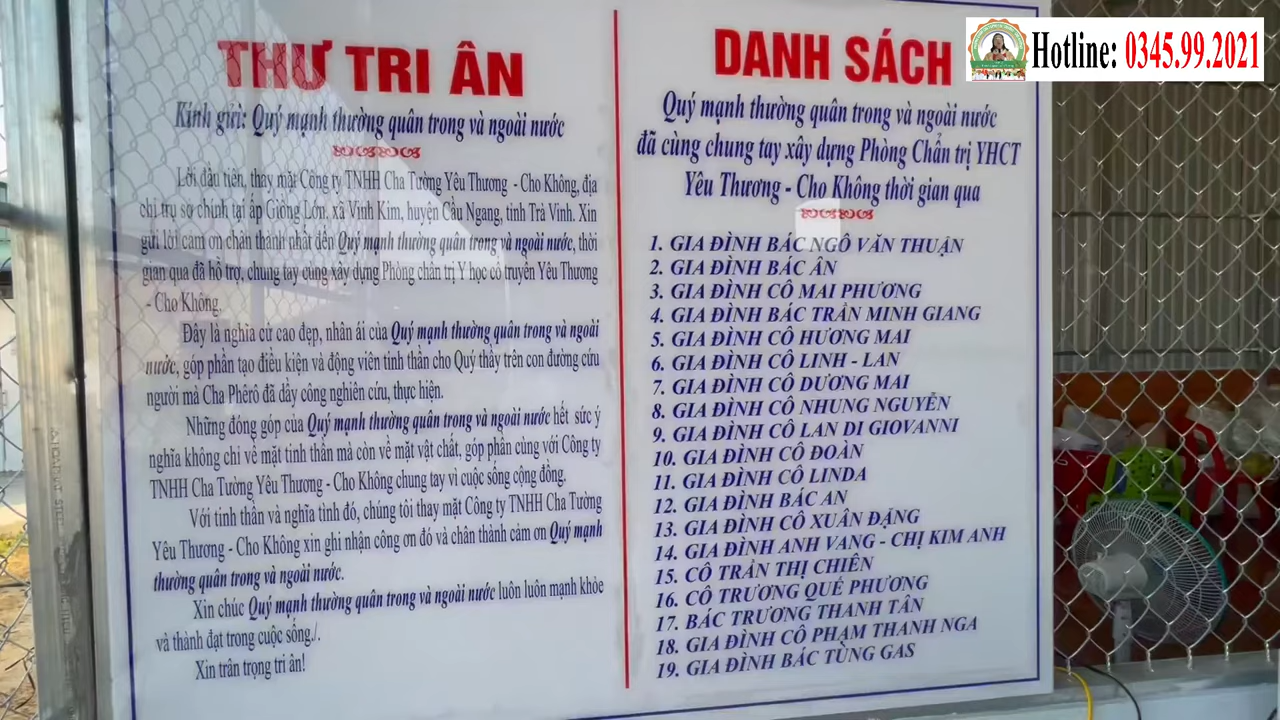 THƯ TRI ÂN
Kính gửi: Quý mạnh thường quân trong và ngoài nước
Lời đầu tiên, thay mặt Công ty TNHH Cha Tường Yêu Thương - Cho Không, địa
chỉ trụ sở chính tại ấp Giồng Lớn, xã Vinh Kim, huyện Cầu Ngang, tỉnh Trà Vinh. Xin
gửi lời cảm ơn chân thành nhất đến Quý mạnh thường quân trong và ngoài nước, thời
gian qua đã hỗ trợ, chung tay cùng xây dựng Phòng chẩn trị Y học cổ truyền Yêu Thương
- Cho Không.
Đây là nghĩa cử cao đẹp, nhân ái của Quý mạnh thường quân trong và ngoài
nước, góp phần tạo điều kiện và động viên tinh thần cho Quý thầy trên con đường cứu
người mà Cha Phêrô đã dầy công nghiên cứu, thực hiện.
Những đóng góp của Quý mạnh thường quân trong và ngoài nước hết sức ý
nghĩa không chỉ về mặt tinh thần mà còn về mặt vật chất, góp phần cùng với Công ty
TNHH Cha Tường Yêu Thương - Cho Không chung tay vì cuộc sống cộng đồng.
Với tinh thần và nghĩa tình đó, chúng tôi thay mặt Công ty TNHH Cha Tường
Yêu Thương - Cho Không xin ghi nhận công ơn đó và chân thành cảm ơn Quý mạnh
thường quân trong và ngoài nước.
Xin chúc Quý mạnh thường quân trong và ngoài nước luôn luôn mạnh khỏe
và thành đạt trong cuộc sống./.
Xin trân trọng tri ân!
DANH SÁCH
Quý mạnh thường quân trong và ngoài nước
đã cùng chung tay xây dựng Phòng Chẩn trị YHCT
Yêu Thương - Cho Không thời gian qua
1. GIA ĐÌNH BÁC NGÔ VĂN THUẬN
2. GIA ĐÌNH BÁC ÂN
3. GIA ĐÌNH CÔ MAI PHƯƠNG
4. GIA ĐÌNH BÁC TRẦN MINH GIANG
5. GIA ĐÌNH CÔ HƯƠNG MAI
6. GIA ĐÌNH CÔ LINH - LAN
7. GIA ĐÌNH CÔ DƯƠNG MAI
8. GIA ĐÌNH CÔ NHUNG NGUYỄN
9. GIA ĐÌNH CÔ LAN DI GIOVANNI
10. GIA ĐÌNH CÔ ĐOÀN
11. GIA ĐÌNH CÔ LINDA
12. GIA ĐÌNH BÁC AN
13. GIA ĐÌNH CÔ XUÂN ĐẶNG
14. GIA ĐÌNH ANH VANG - CHỊ KIM ANH
15. CÔ TRẦN THỊ CHIÊN
16. CÔ TRƯƠNG QUÉ PHƯƠNG
17. BÁC TRƯƠNG THANH TÂN
18. GIA ĐÌNH CÔ PHẠM THANH NGA
19. GIA ĐÌNH BÁC TÙNG GAS
Hotline: 0345.99.2021